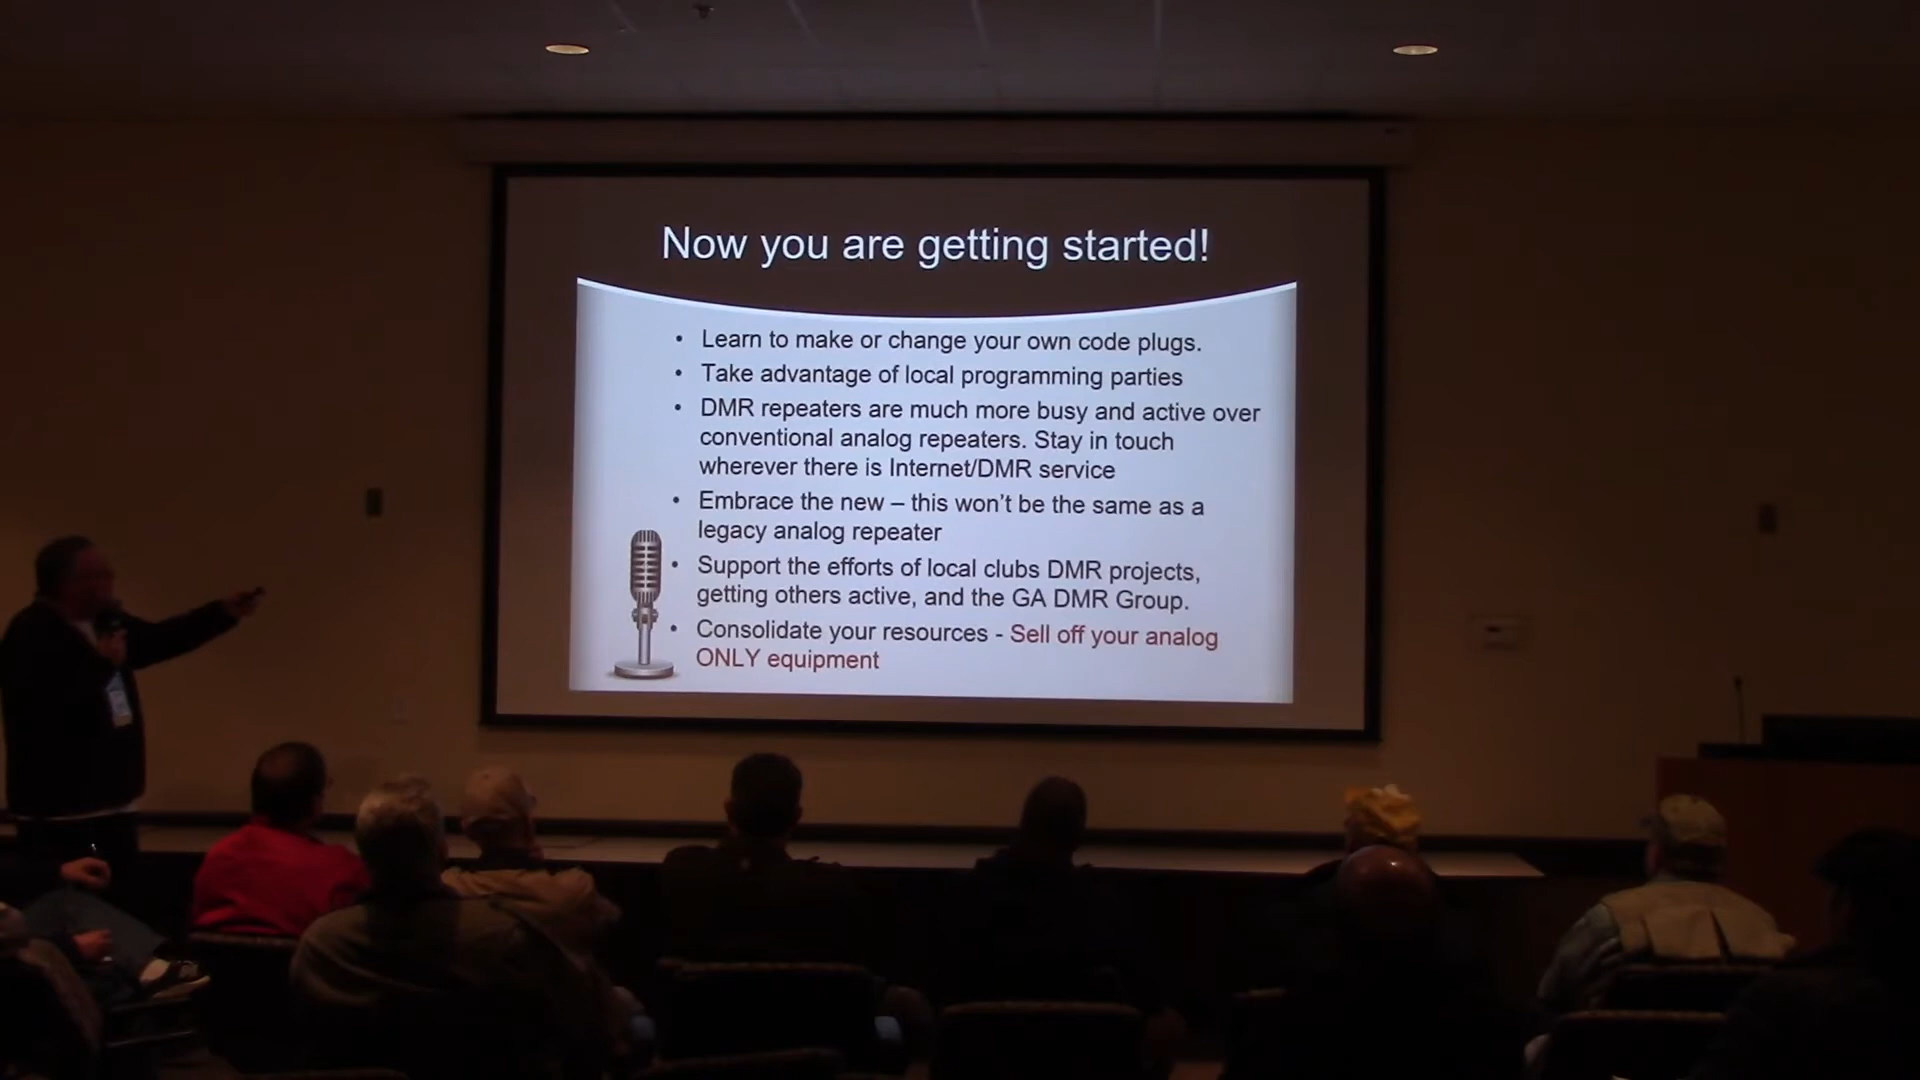 Now you are getting started!
• Learn to make or change your own code plugs.
• Take advantage of local programming parties
• DMR repeaters are much more busy and active over
conventional analog repeaters. Stay in touch
wherever there is Internet/DMR service
• Embrace the new – this won't be the same as a
legacy analog repeater
• Support the efforts of local clubs DMR projects,
getting others active, and the GA DMR Group.
• Consolidate your resources - Sell off your analog
ONLY equipment